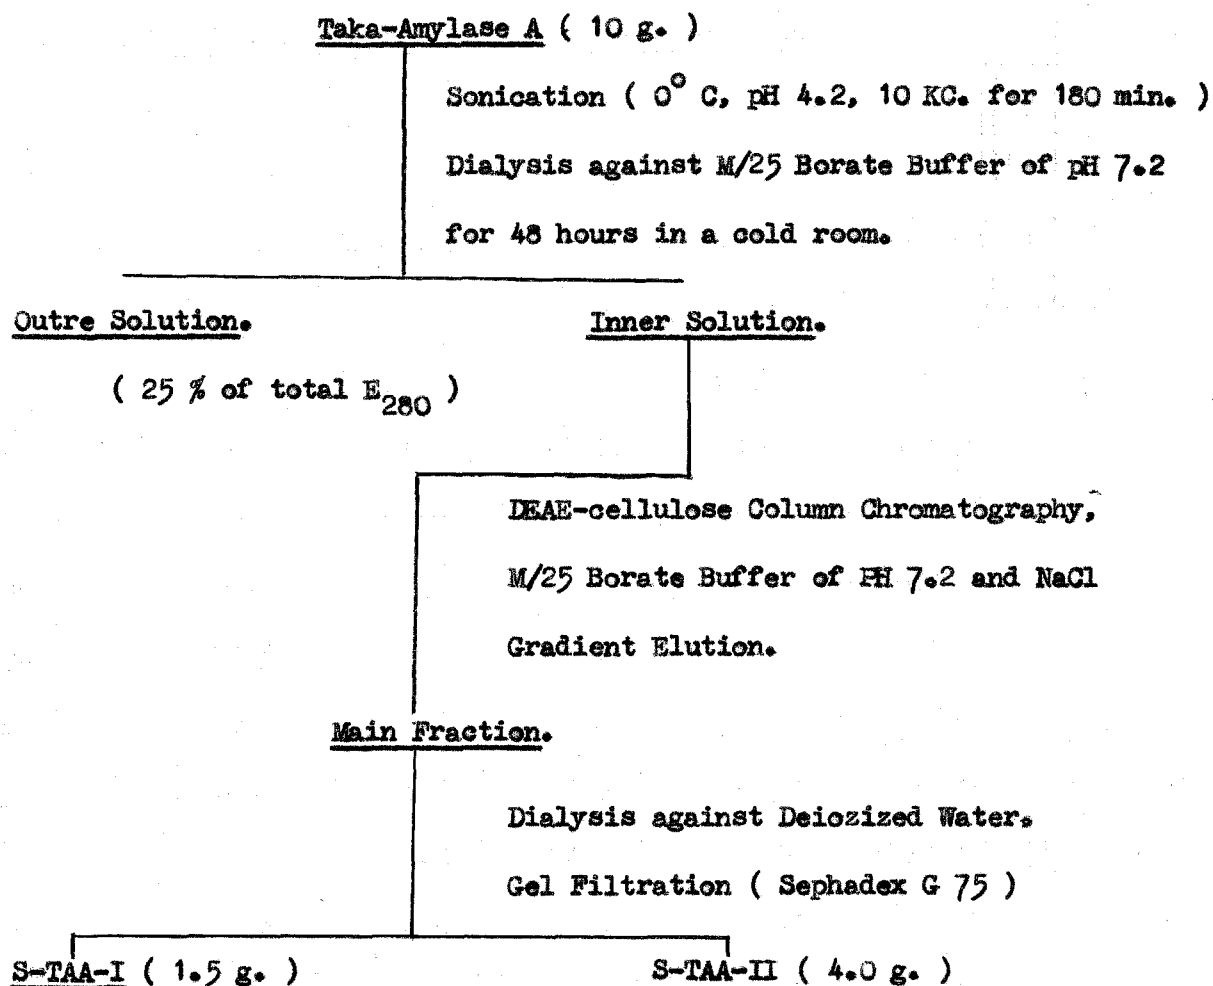 Taka-Amylase A ( 10 g. )
Sonication ( 0° C, pH 4.2, 10 KC. for 180 min. )
Dialysis against M/25 Borate Buffer of pH 7.2
for 48 hours in a cold room.
Outre Solution.
Inner Solution.
( 25 % of total E280 )
DEAE-cellulose Column Chromatography,
M/25 Borate Buffer of PH 7.2 and NaCl
Gradient Elution.
Main Fraction.
Dialysis against Deiozized Water.
Gel Filtration ( Sephadex G 75 )
S-TAA-I ( 1.5 g. )
S-TAA-II ( 4.0 g. )